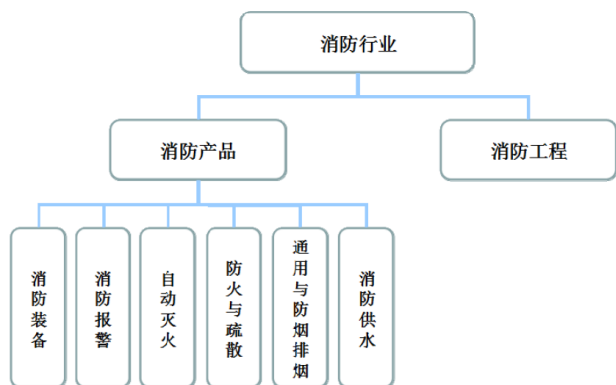 消防行业
消防产品
消防工程
消防装备
消防报警
自动灭火
防火与疏散
通用与防烟排烟
消防供水